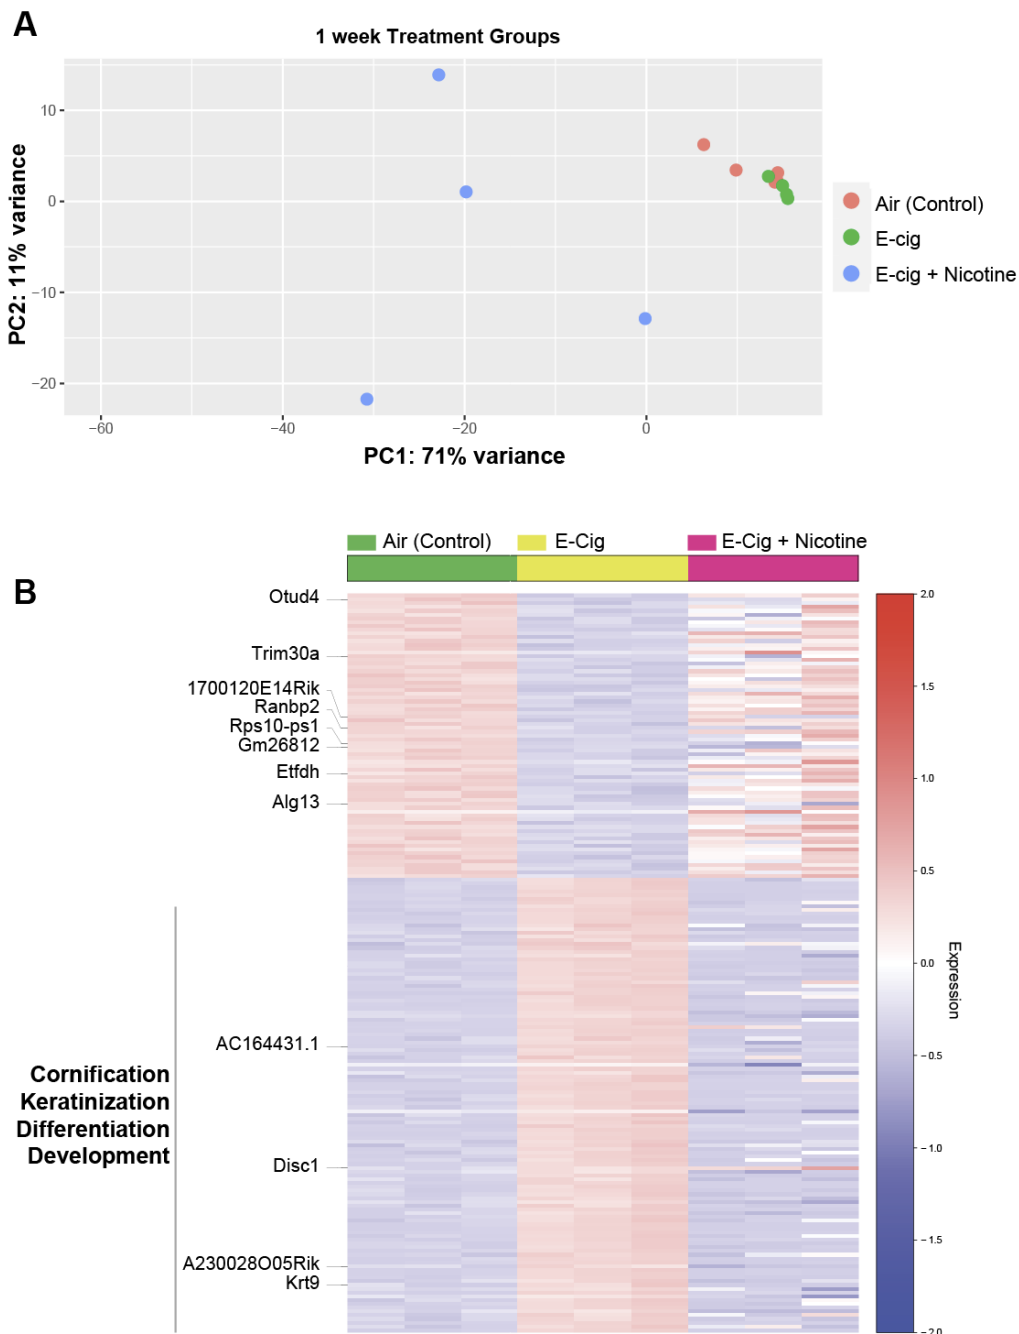 A
1 week Treatment Groups
PC2: 11% variance
10
0
−10
−20
−60
−40
−20
0
PC1: 71% variance
Air (Control)
E-cig
E-cig + Nicotine
B
Air (Control)
E-Cig
E-Cig + Nicotine
Otud4
Trim30a
1700120E14Rik
Ranbp2
Rps10-ps1
Gm26812
Etfdh
Alg13
AC164431.1
Disc1
A230028O05Rik
Krt9
Cornification
Keratinization
Differentiation
Development
2.0
1.5
1.0
0.5
0.0
−0.5
−1.0
−1.5
−2.0
Expression